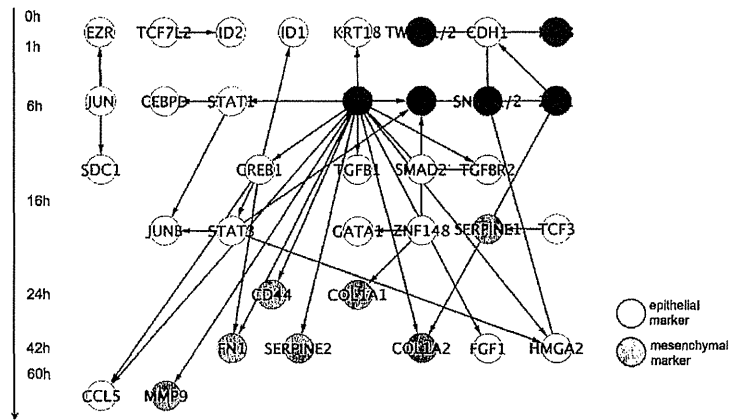 0h
EZR TCF7L2 ID2 ID1 KRT18 CDH1
1h
JUN CEBPD STAT1
6h
SDC1 CREB1 TGFB1 SMAD2 TGFBR2
16h
JUNB STAT3 GATA1 ZNF148 SERPINE1 TCF3
24h
CD44 COL1A1
epithelial
marker
42h
FN1 SERPINE2 COL1A2 FGF1 HMGA2
mesenchymal
marker
60h
CCL5 MMP9